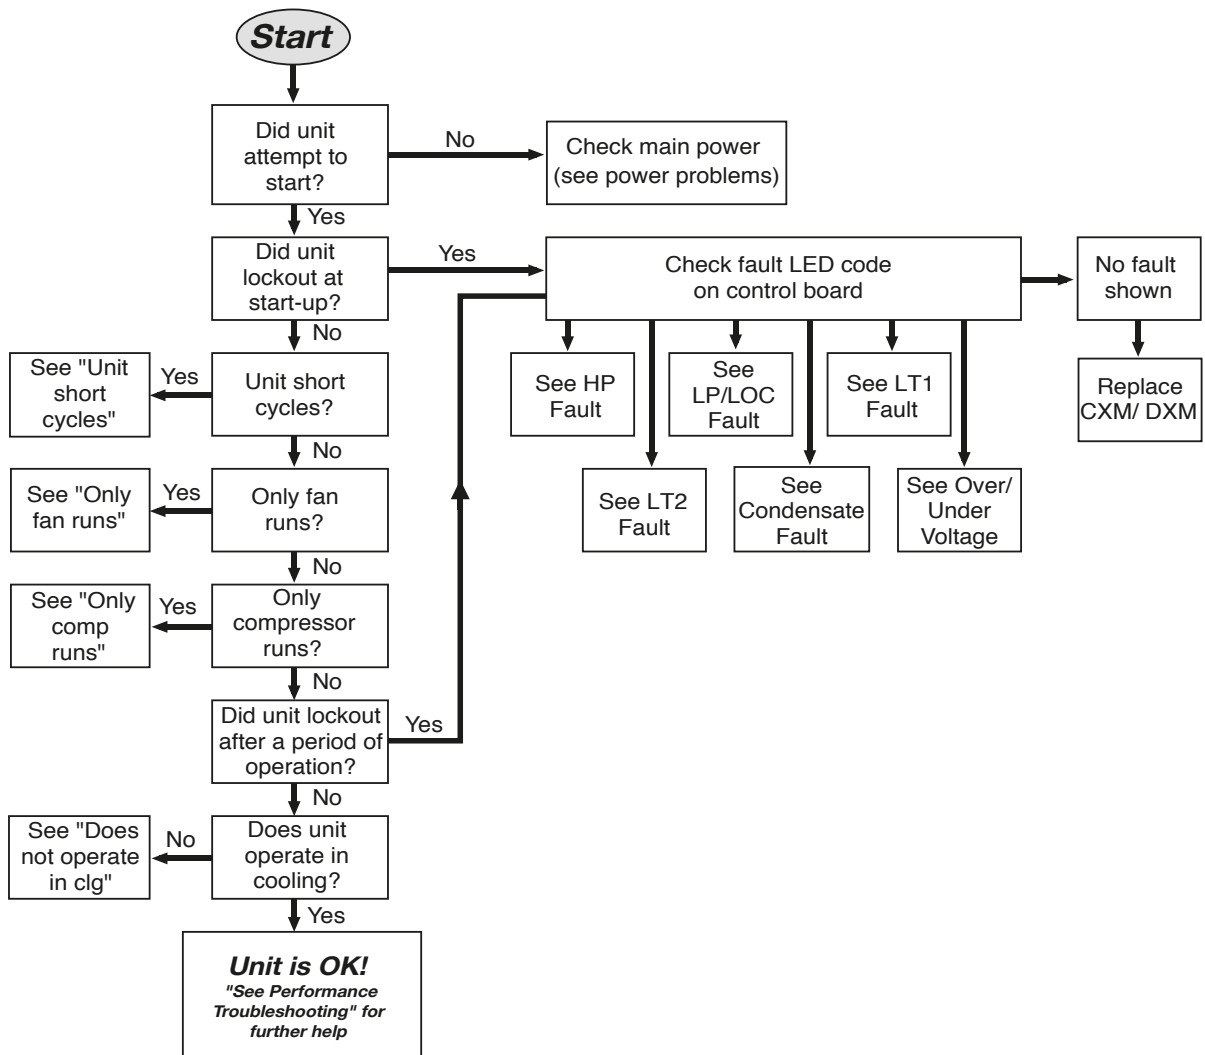 Start
Did unit
attempt to
start?
No
Check main power
(see power problems)
Yes
Did unit
lockout at
start-up?
Yes
Check fault LED code
on control board
No fault
shown
No
See "Unit
short
cycles"
Yes
Unit short
cycles?
See HP
Fault
See
LP/LOC
Fault
See LT1
Fault
Replace
CXM/ DXM
No
See "Only
fan runs"
Yes
Only fan
runs?
See LT2
Fault
See
Condensate
Fault
See Over/
Under
Voltage
No
See "Only
comp
runs"
Yes
Only
compressor
runs?
No
Did unit lockout
after a period of
operation?
Yes
No
See "Does
not operate
in clg"
No
Does unit
operate in
cooling?
Yes
Unit is OK!
"See Performance
Troubleshooting" for
further help